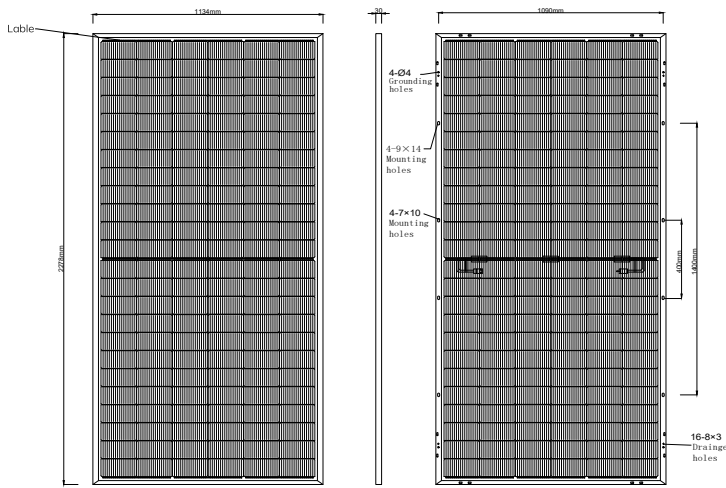 1134mm
30
1090mm
Lable
4-Ø4
Grounding
holes
4-9×14
Mounting
holes
4-7×10
Mounting
holes
2278mm
400mm
1400mm
16-8×3
Drainge
holes